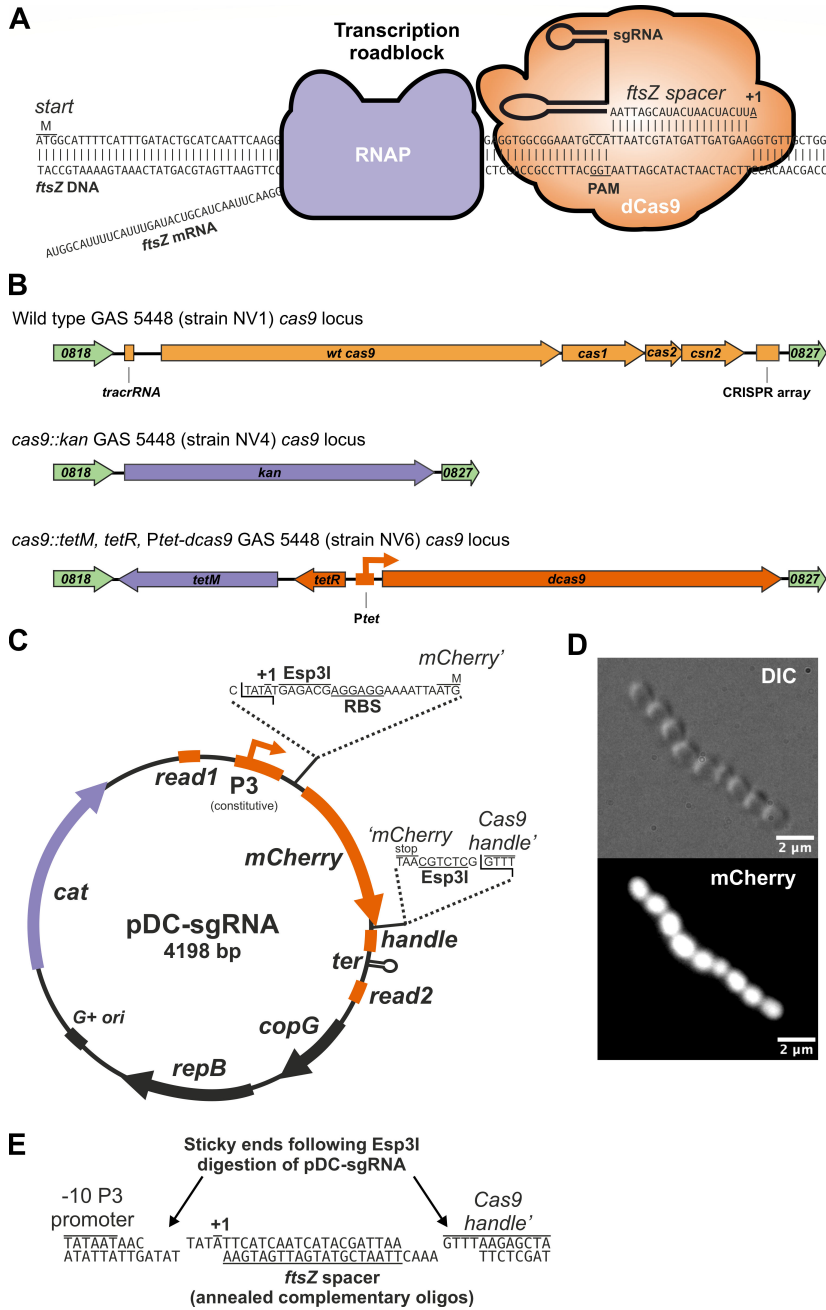 A
Transcription
roadblock
sgRNA
ftsZ spacer
+1
AATTAGCAUACUAACUACUUA
start
M
ATGGCATTTTCATTTGATACTGCATCAATTCAAGG
GAGGTGGCGGAAATGCCATTAATCGTATGATTGATGAAGGTGTTGCTGG
RNAP
TACCGTAAAAGTAAACTATGACGTAGTTAAGTTCC
CTCCACCGCCTTTACGGTAATTAGCATACTAACTACTTCCACAACGACC
ftsZ DNA
PAM
dCas9
AUGGCAUUUUCAUUUGAUACUGCAUCAAUUCAAGG
ftsZ mRNA
B
Wild type GAS 5448 (strain NV1) cas9 locus
0818
wt cas9
cas1
cas2
csn2
0827
tracrRNA
CRISPR array
cas9::kan GAS 5448 (strain NV4) cas9 locus
0818
kan
0827
cas9::tetM, tetR, Ptet-dcas9 GAS 5448 (strain NV6) cas9 locus
0818
tetM
tetR
dcas9
0827
Ptet
C
+1 Esp3I
mCherry’
M
C TATATGAGACGAGGAGGAAAATTAATG
RBS
read1
P3
(constitutive)
mCherry
‘mCherry
Cas9
handle’
stop
TAACGTCTCG GTTT
Esp3I
cat
pDC-sgRNA
4198 bp
handle
ter
read2
G+ ori
copG
repB
D
DIC
2 µm
mCherry
2 µm
E
Sticky ends following Esp3I
digestion of pDC-sgRNA
-10 P3
promoter
+1
Cas9
handle’
TATAATAAC
TATATTCATCAATCATACGATTAA
GTTTAAGAGCTA
ATATTATTGATAT
AAGTAGTTAGTATGCTAATTCAAA
TTCTCGAT
ftsZ spacer
(annealed complementary oligos)